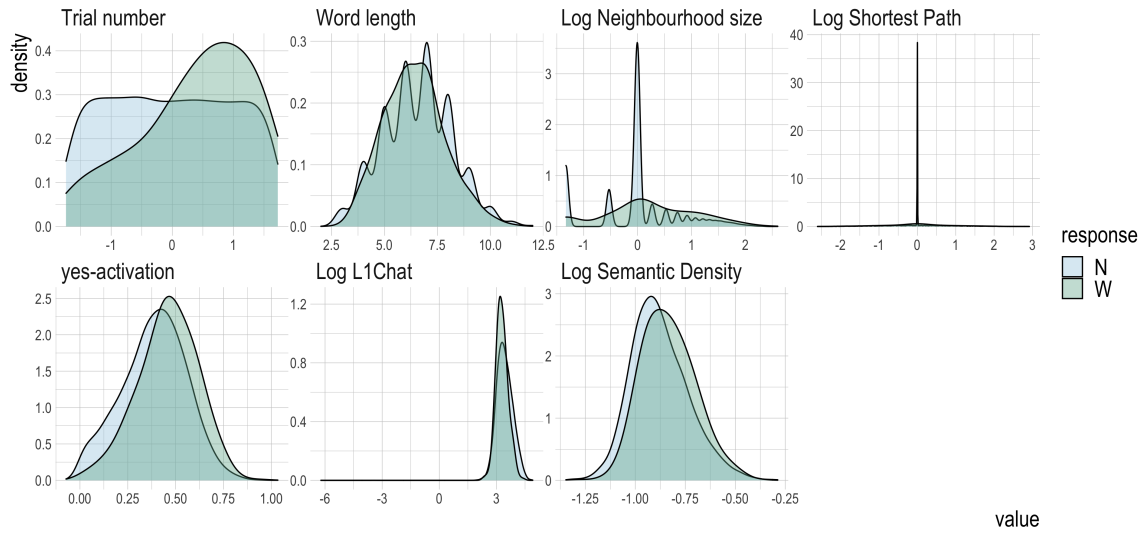 Trial number
Word length
Log Neighbourhood size
Log Shortest Path
density
0.4
0.3
0.2
0.1
0.0
-1 0 1
0.3
0.2
0.1
0.0
2.5 5.0 7.5 10.0 12.5
3
2
1
0
-1 0 1 2
40
30
20
10
0
-2 -1 0 1 2 3
response
N
W
yes-activation
Log L1Chat
Log Semantic Density
2.5
2.0
1.5
1.0
0.5
0.0
0.00 0.25 0.50 0.75 1.00
1.2
0.8
0.4
0.0
-6 -3 0 3
3
2
1
0
-1.25 -1.00 -0.75 -0.50 -0.25
value